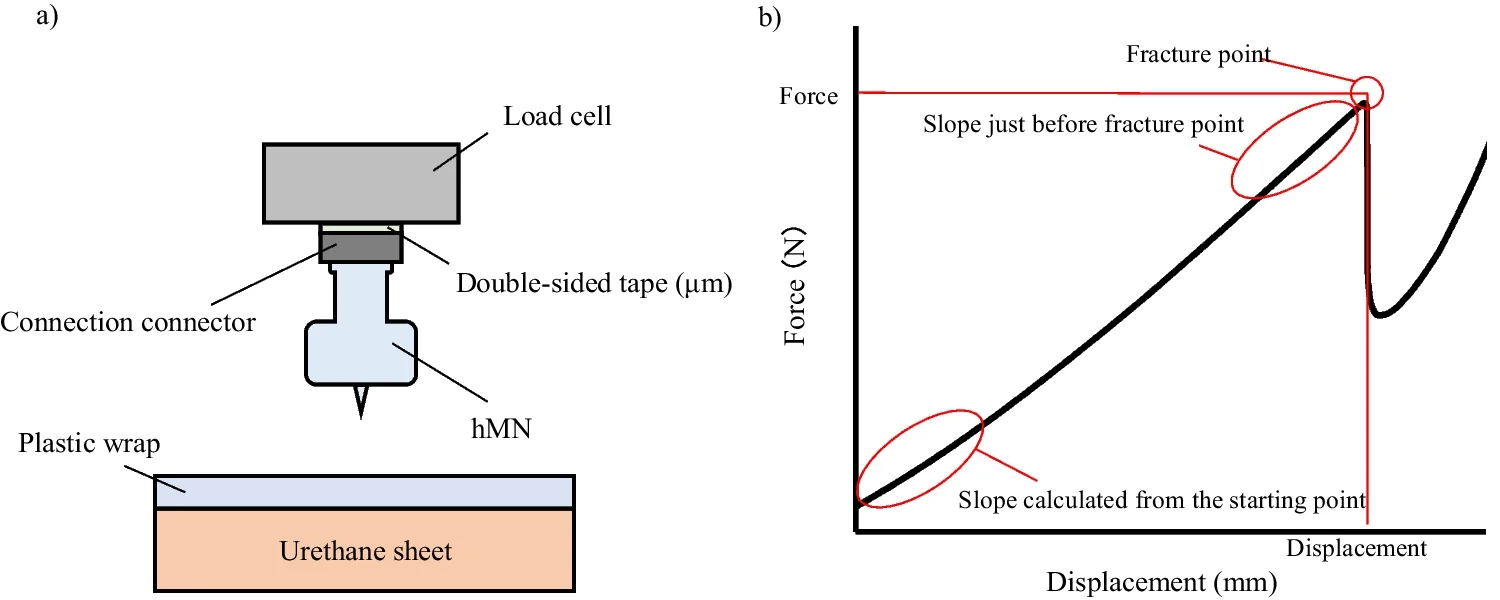 a)
Load cell
Double-sided tape (μm)
Connection connector
hMN
Plastic wrap
Urethane sheet
b)
Fracture point
Force
Slope just before fracture point
Force (N)
Slope calculated from the starting point
Displacement
Displacement (mm)